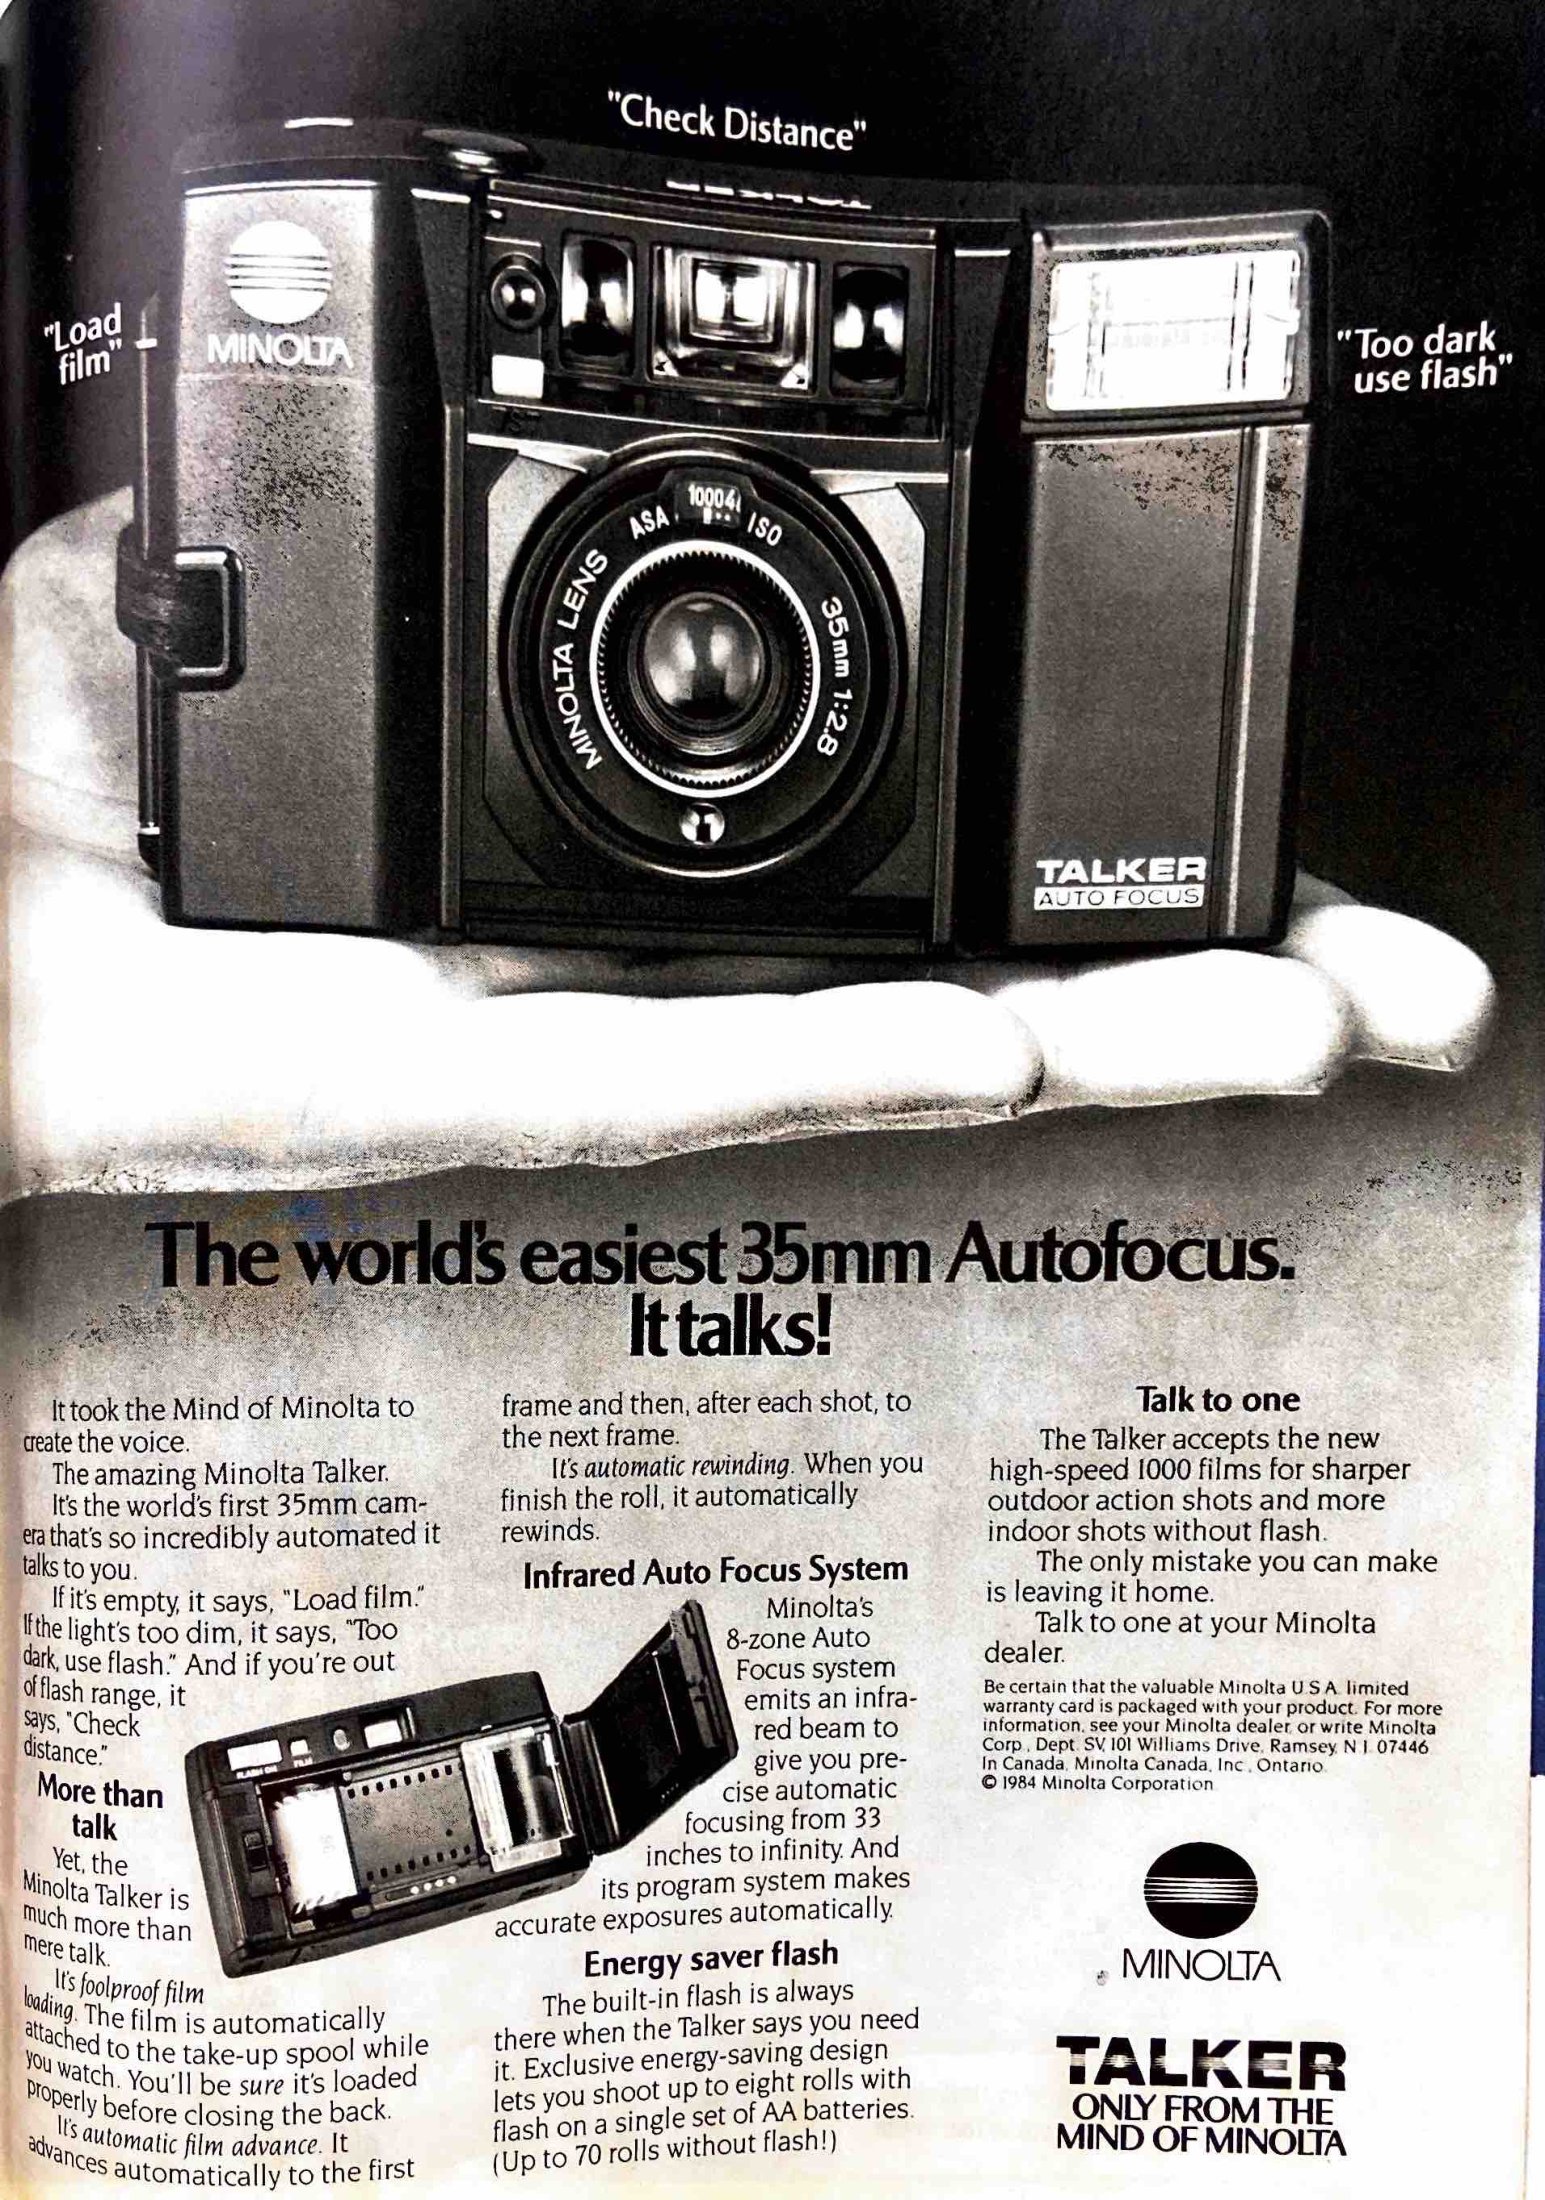 "Check Distance"
"Load
film"
"Too dark
use flash"
MINOLTA
ASA
10004
ISO
MINOLTA LENS
35mm 1:2.8
TALKER
AUTO FOCUS
The world's easiest 35mm Autofocus.
It talks!
It took the Mind of Minolta to
create the voice.
The amazing Minolta Talker.
It's the world's first 35mm cam-
era that's so incredibly automated it
talks to you.
If it's empty, it says, "Load film."
If the light's too dim, it says, "Too
dark, use flash." And if you're out
of flash range, it
says, "Check
distance."
More than
talk
Yet, the
Minolta Talker is
much more than
mere talk.
It's foolproof film
loading. The film is automatically
attached to the take-up spool while
you watch. You'll be sure it's loaded
properly before closing the back.
It's automatic film advance. It
advances automatically to the first
frame and then, after each shot, to
the next frame.
It's automatic rewinding. When you
finish the roll, it automatically
rewinds.
Infrared Auto Focus System
Minolta's
8-zone Auto
Focus system
emits an infra-
red beam to
give you pre-
cise automatic
focusing from 33
inches to infinity. And
its program system makes
accurate exposures automatically.
Energy saver flash
The built-in flash is always
there when the Talker says you need
it. Exclusive energy-saving design
lets you shoot up to eight rolls with
flash on a single set of AA batteries.
(Up to 70 rolls without flash!)
Talk to one
The Talker accepts the new
high-speed 1000 films for sharper
outdoor action shots and more
indoor shots without flash.
The only mistake you can make
is leaving it home.
Talk to one at your Minolta
dealer.
Be certain that the valuable Minolta U.S.A. limited
warranty card is packaged with your product. For more
information, see your Minolta dealer or write Minolta
Corp., Dept. SV, 101 Williams Drive, Ramsey, N.J. 07446.
In Canada, Minolta Canada, Inc., Ontario.
© 1984 Minolta Corporation
MINOLTA
TALKER
ONLY FROM THE
MIND OF MINOLTA